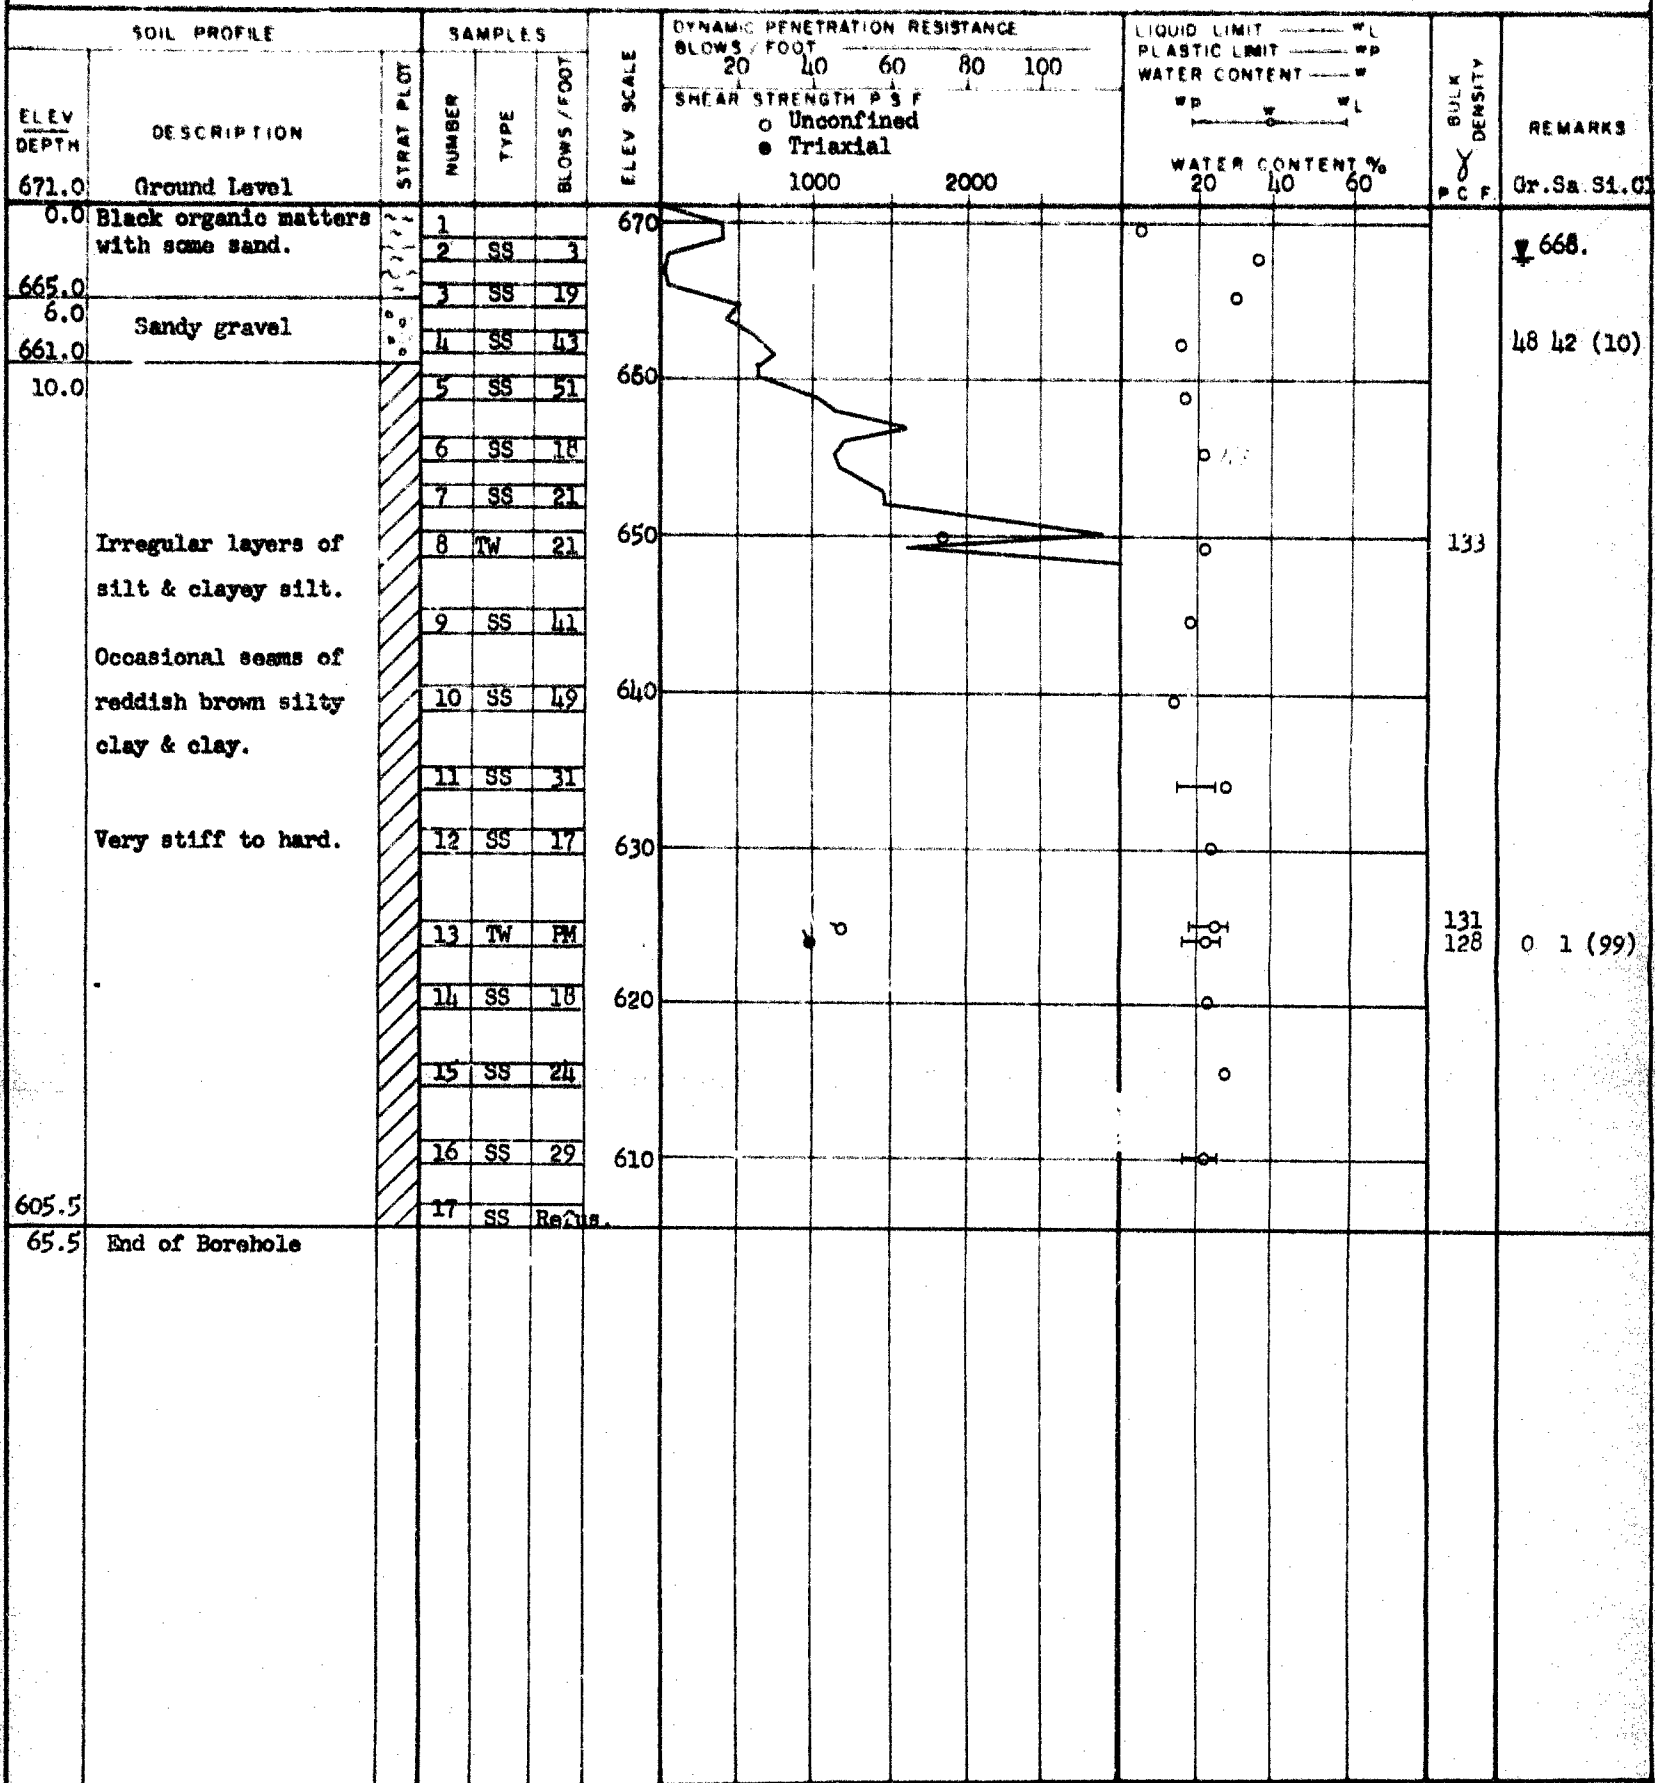 SOIL PROFILE
SAMPLES
ELEV SCALE
DYNAMIC PENETRATION RESISTANCE
BLOWS / FOOT
20 40 60 80 100
SHEAR STRENGTH P S F
o Unconfined
● Triaxial
1000 2000
LIQUID LIMIT —— wL
PLASTIC LIMIT —— wP
WATER CONTENT —— w
wP w wL
WATER CONTENT %
20 40 60
BULK DENSITY
γ
P C F
REMARKS
Gr.Sa.Si.Cl
ELEV
DEPTH
DESCRIPTION
STRAT PLOT
NUMBER
TYPE
BLOWS/FOOT
671.0 Ground Level
0.0 Black organic matters
with some sand.
665.0
6.0
Sandy gravel
661.0
10.0
Irregular layers of
silt & clayey silt.
Occasional seams of
reddish brown silty
clay & clay.
Very stiff to hard.
605.5
65.5 End of Borehole
1
2 SS 3
3 SS 19
4 SS 43
5 SS 51
6 SS 18
7 SS 21
8 TW 21
9 SS 41
10 SS 49
11 SS 31
12 SS 17
13 TW PM
14 SS 18
15 SS 24
16 SS 29
17 SS Refus.
670
660
650
640
630
620
610
133
131
128
668.
48 42 (10)
0 1 (99)